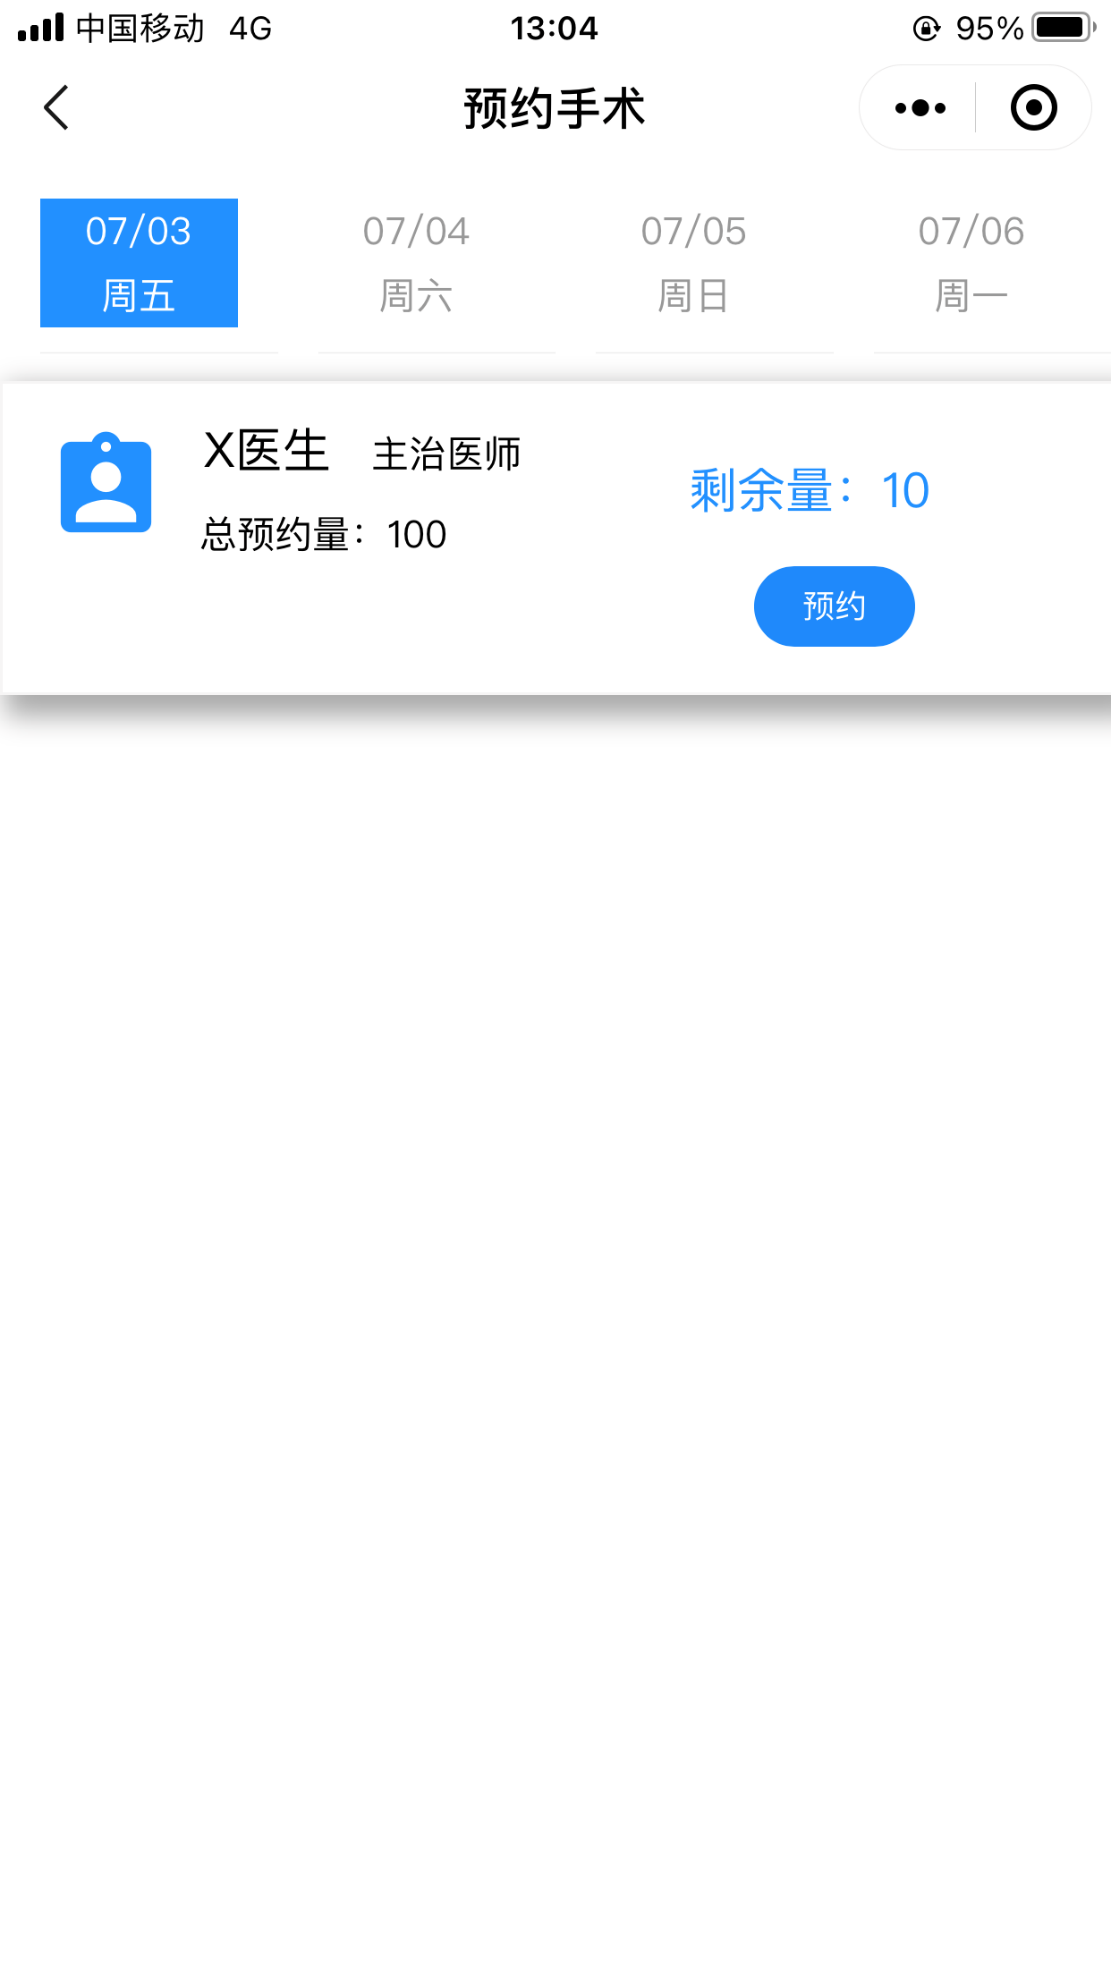 中国移动 4G 13:04 95%
预约手术
07/03 07/04 07/05 07/06
周五 周六 周日 周一
X医生 主治医师
剩余量：10
总预约量：100
预约